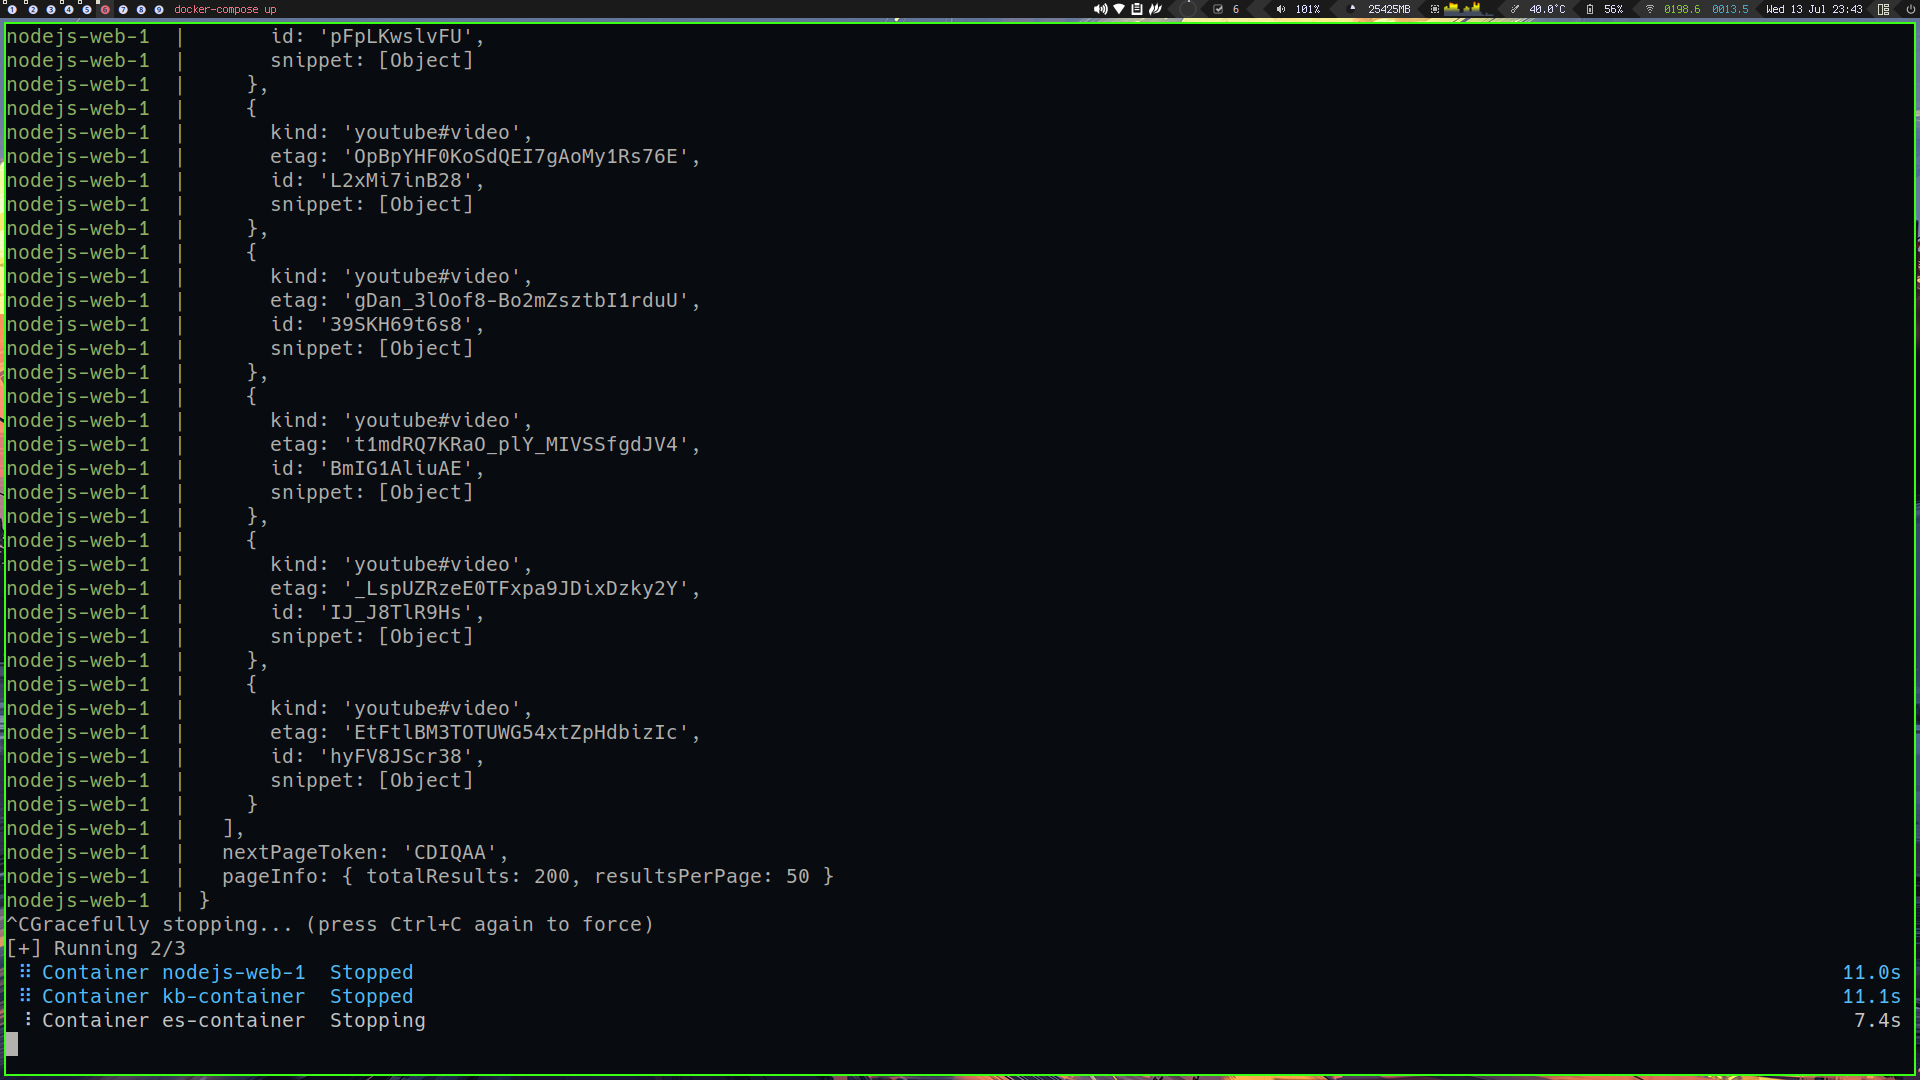 1 2 3 4 5 6 7 8 9 docker-compose up 6 101% 25425MB 40.0°C 56% 0198.6 0013.5 Wed 13 Jul 23:43
nodejs-web-1  |       id: 'pFpLKwslvFU',
nodejs-web-1  |       snippet: [Object]
nodejs-web-1  |     },
nodejs-web-1  |     {
nodejs-web-1  |       kind: 'youtube#video',
nodejs-web-1  |       etag: 'OpBpYHF0KoSdQEI7gAoMy1Rs76E',
nodejs-web-1  |       id: 'L2xMi7inB28',
nodejs-web-1  |       snippet: [Object]
nodejs-web-1  |     },
nodejs-web-1  |     {
nodejs-web-1  |       kind: 'youtube#video',
nodejs-web-1  |       etag: 'gDan_3lOof8-Bo2mZsztbI1rduU',
nodejs-web-1  |       id: '39SKH69t6s8',
nodejs-web-1  |       snippet: [Object]
nodejs-web-1  |     },
nodejs-web-1  |     {
nodejs-web-1  |       kind: 'youtube#video',
nodejs-web-1  |       etag: 't1mdRQ7KRaO_plY_MIVSSfgdJV4',
nodejs-web-1  |       id: 'BmIG1AliuAE',
nodejs-web-1  |       snippet: [Object]
nodejs-web-1  |     },
nodejs-web-1  |     {
nodejs-web-1  |       kind: 'youtube#video',
nodejs-web-1  |       etag: '_LspUZRzeE0TFxpa9JDixDzky2Y',
nodejs-web-1  |       id: 'IJ_J8TlR9Hs',
nodejs-web-1  |       snippet: [Object]
nodejs-web-1  |     },
nodejs-web-1  |     {
nodejs-web-1  |       kind: 'youtube#video',
nodejs-web-1  |       etag: 'EtFtlBM3TOTUWG54xtZpHdbizIc',
nodejs-web-1  |       id: 'hyFV8JScr38',
nodejs-web-1  |       snippet: [Object]
nodejs-web-1  |     }
nodejs-web-1  |   ],
nodejs-web-1  |   nextPageToken: 'CDIQAA',
nodejs-web-1  |   pageInfo: { totalResults: 200, resultsPerPage: 50 }
nodejs-web-1  | }
^CGracefully stopping... (press Ctrl+C again to force)
[+] Running 2/3
⠿ Container nodejs-web-1  Stopped 11.0s
⠿ Container kb-container  Stopped 11.1s
⠸ Container es-container  Stopping 7.4s